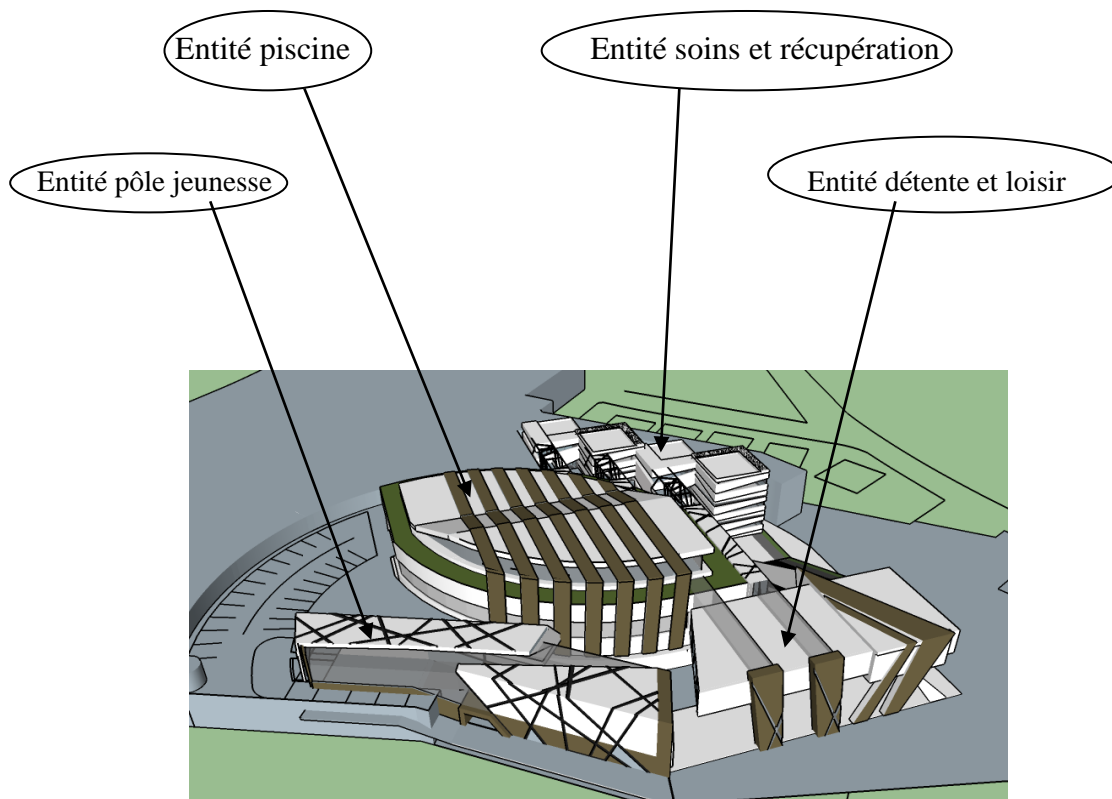 Entité piscine
Entité soins et récupération
Entité pôle jeunesse
Entité détente et loisir